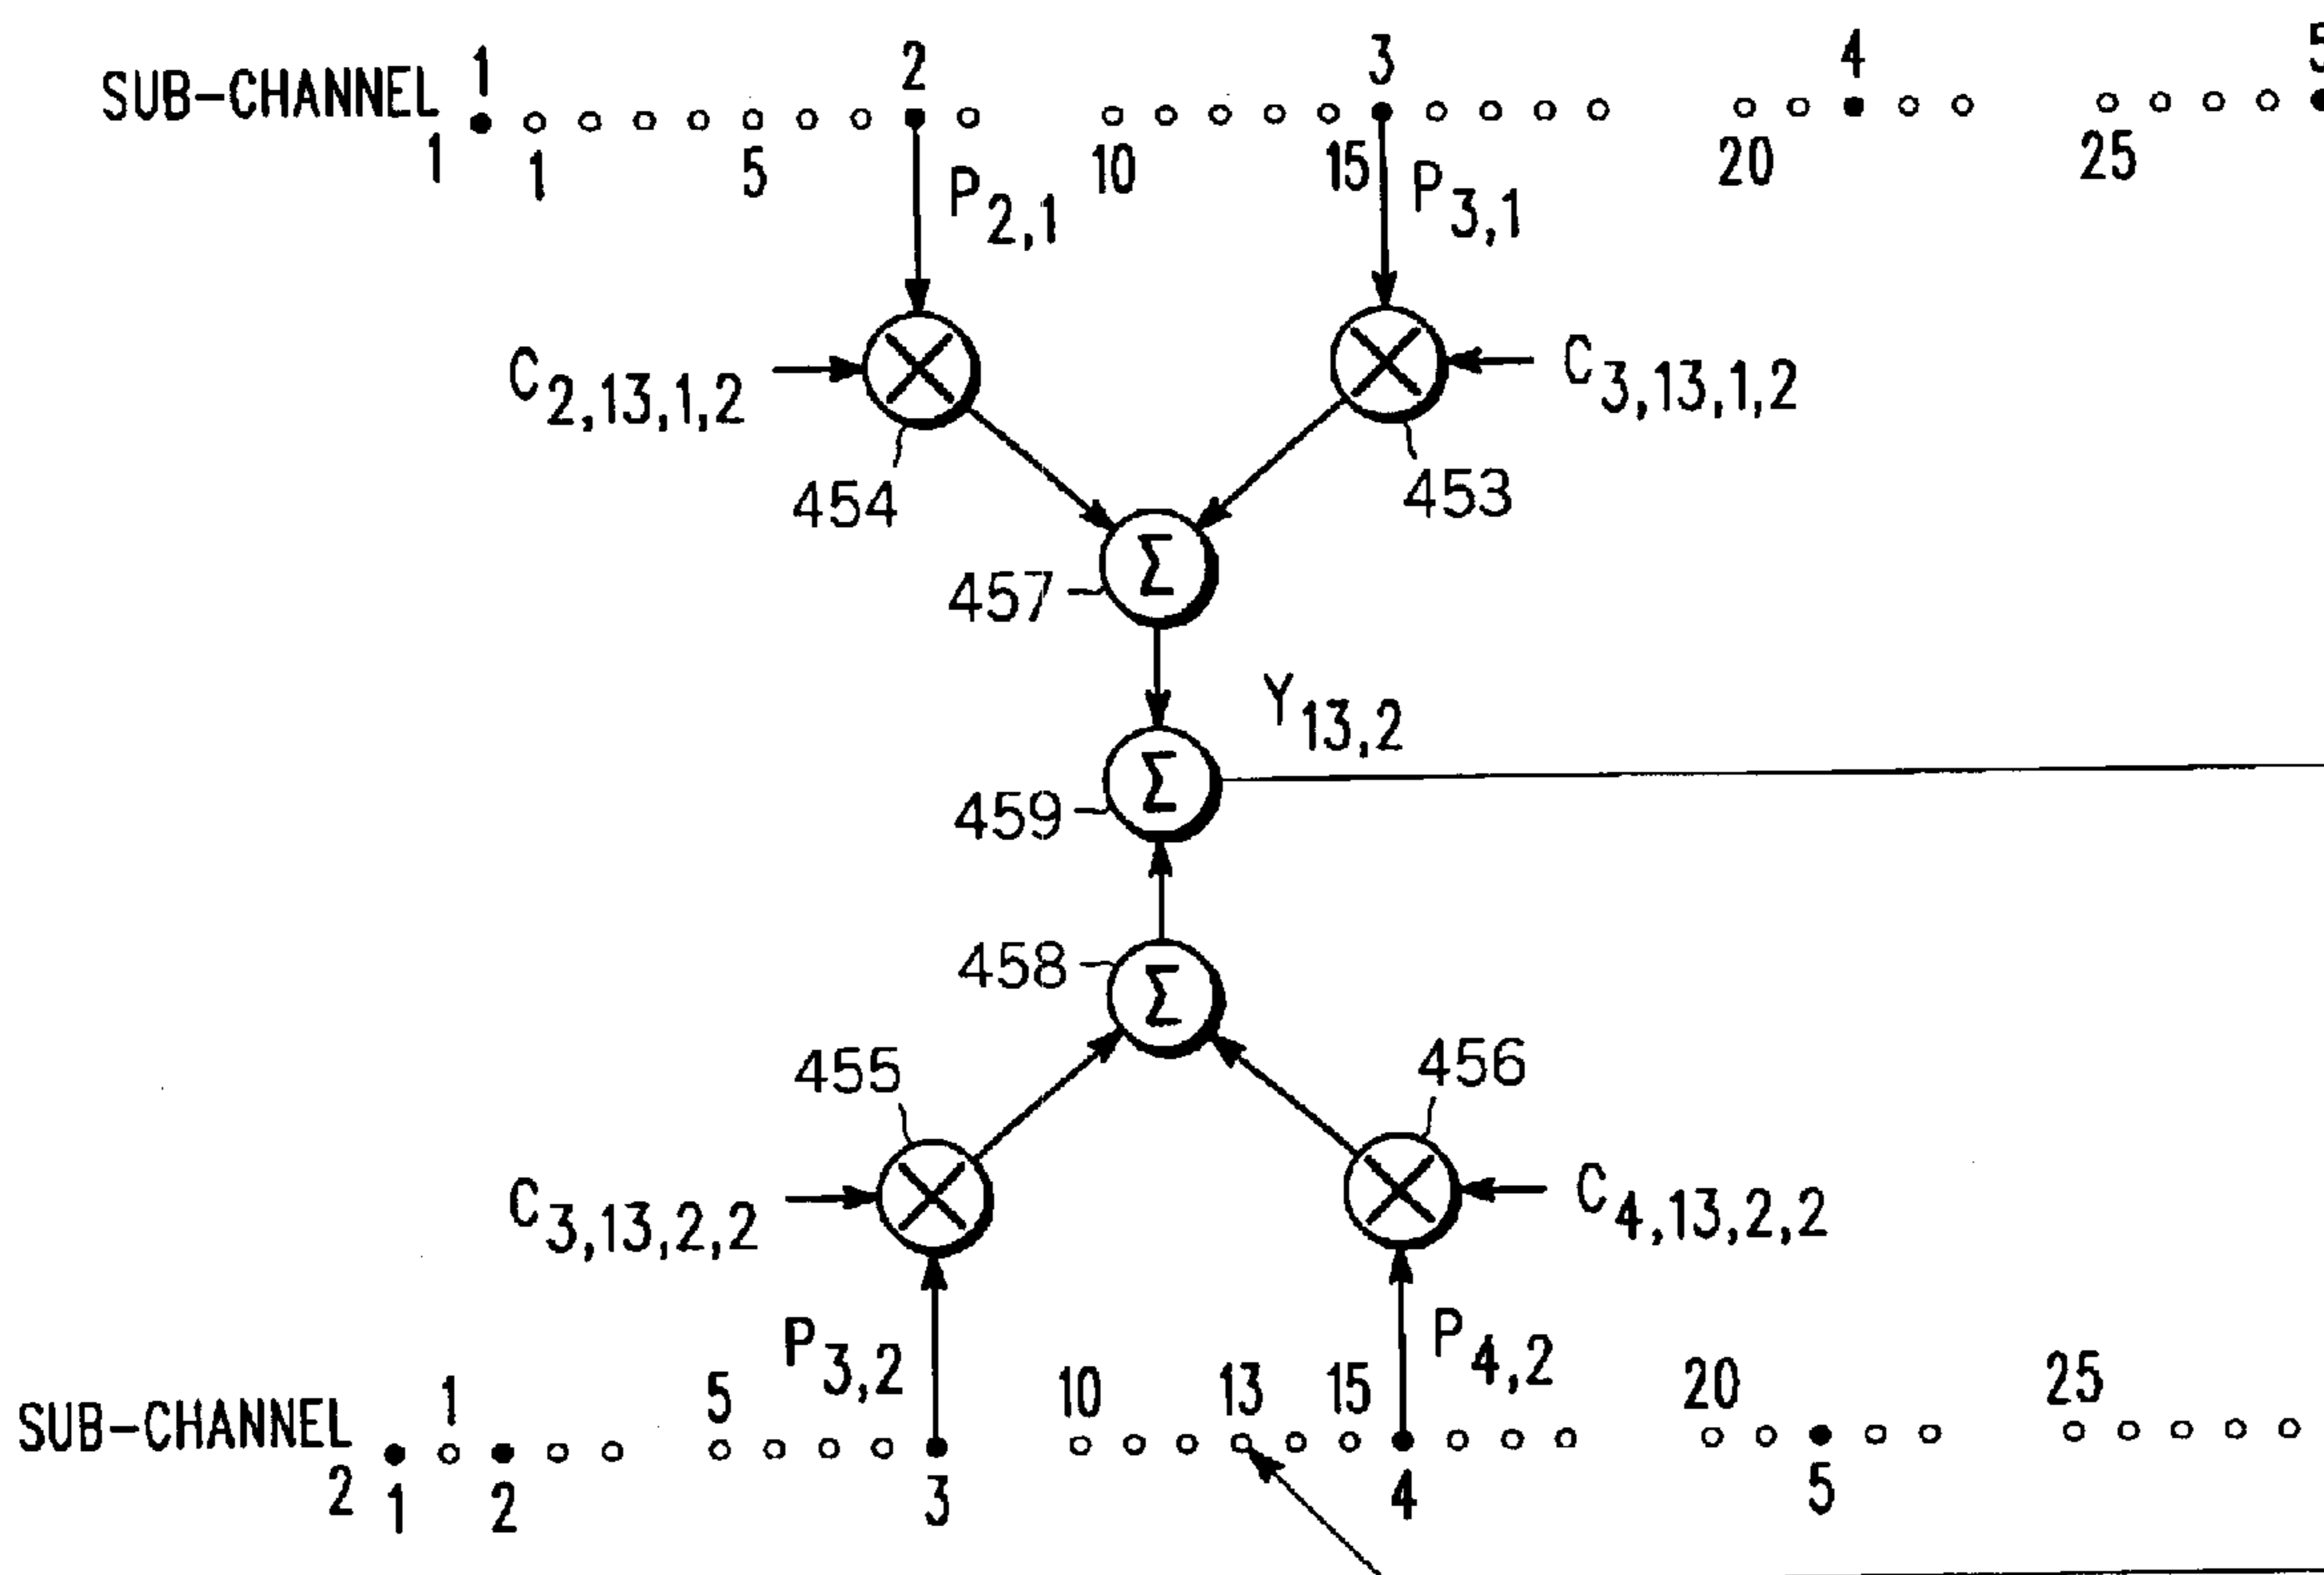 1 2 3 4 5
SUB-CHANNEL
1 1 5 10 15 20 25
P2,1 P3,1
C2,13,1,2 C3,13,1,2
454 453
Σ
457
Y13,2
Σ
459
458
Σ
455 456
C3,13,2,2 C4,13,2,2
P3,2 P4,2
1 5 10 13 15 20 25
SUB-CHANNEL
2 1 2 3 4 5